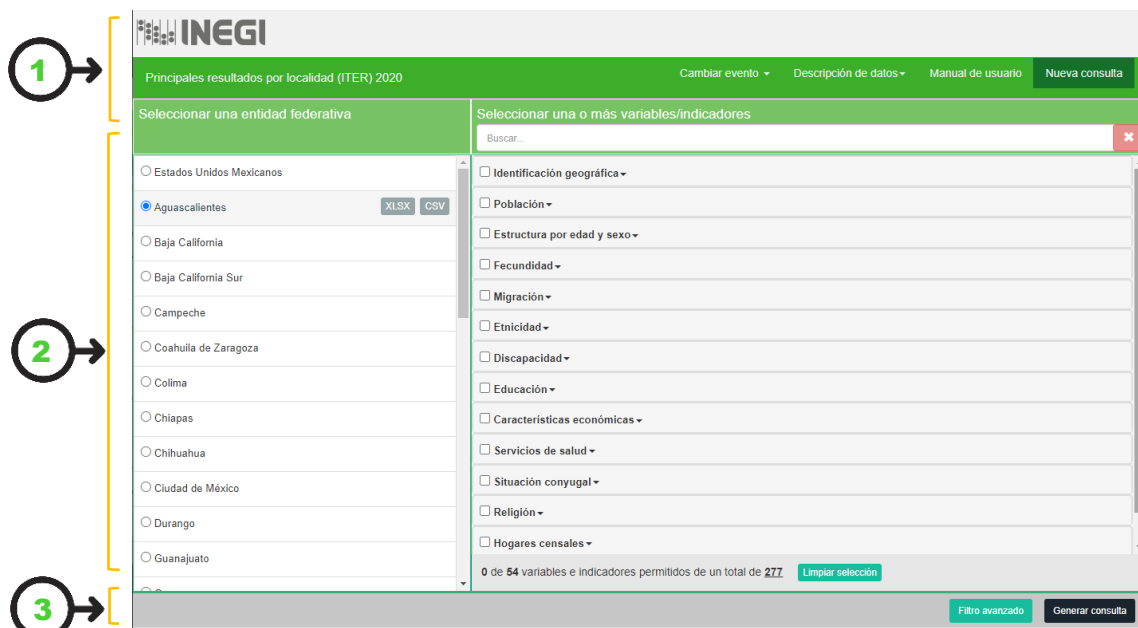 INEGI
1
Principales resultados por localidad (ITER) 2020
Cambiar evento
Descripción de datos
Manual de usuario
Nueva consulta
Seleccionar una entidad federativa
Seleccionar una o más variables/indicadores
Buscar...
2
Estados Unidos Mexicanos
Aguascalientes
XLSX
CSV
Baja California
Baja California Sur
Campeche
Coahuila de Zaragoza
Colima
Chiapas
Chihuahua
Ciudad de México
Durango
Guanajuato
Identificación geográfica
Población
Estructura por edad y sexo
Fecundidad
Migración
Etnicidad
Discapacidad
Educación
Características económicas
Servicios de salud
Situación conyugal
Religión
Hogares censales
0 de 54 variables e indicadores permitidos de un total de 277
Limpiar selección
3
Filtro avanzado
Generar consulta